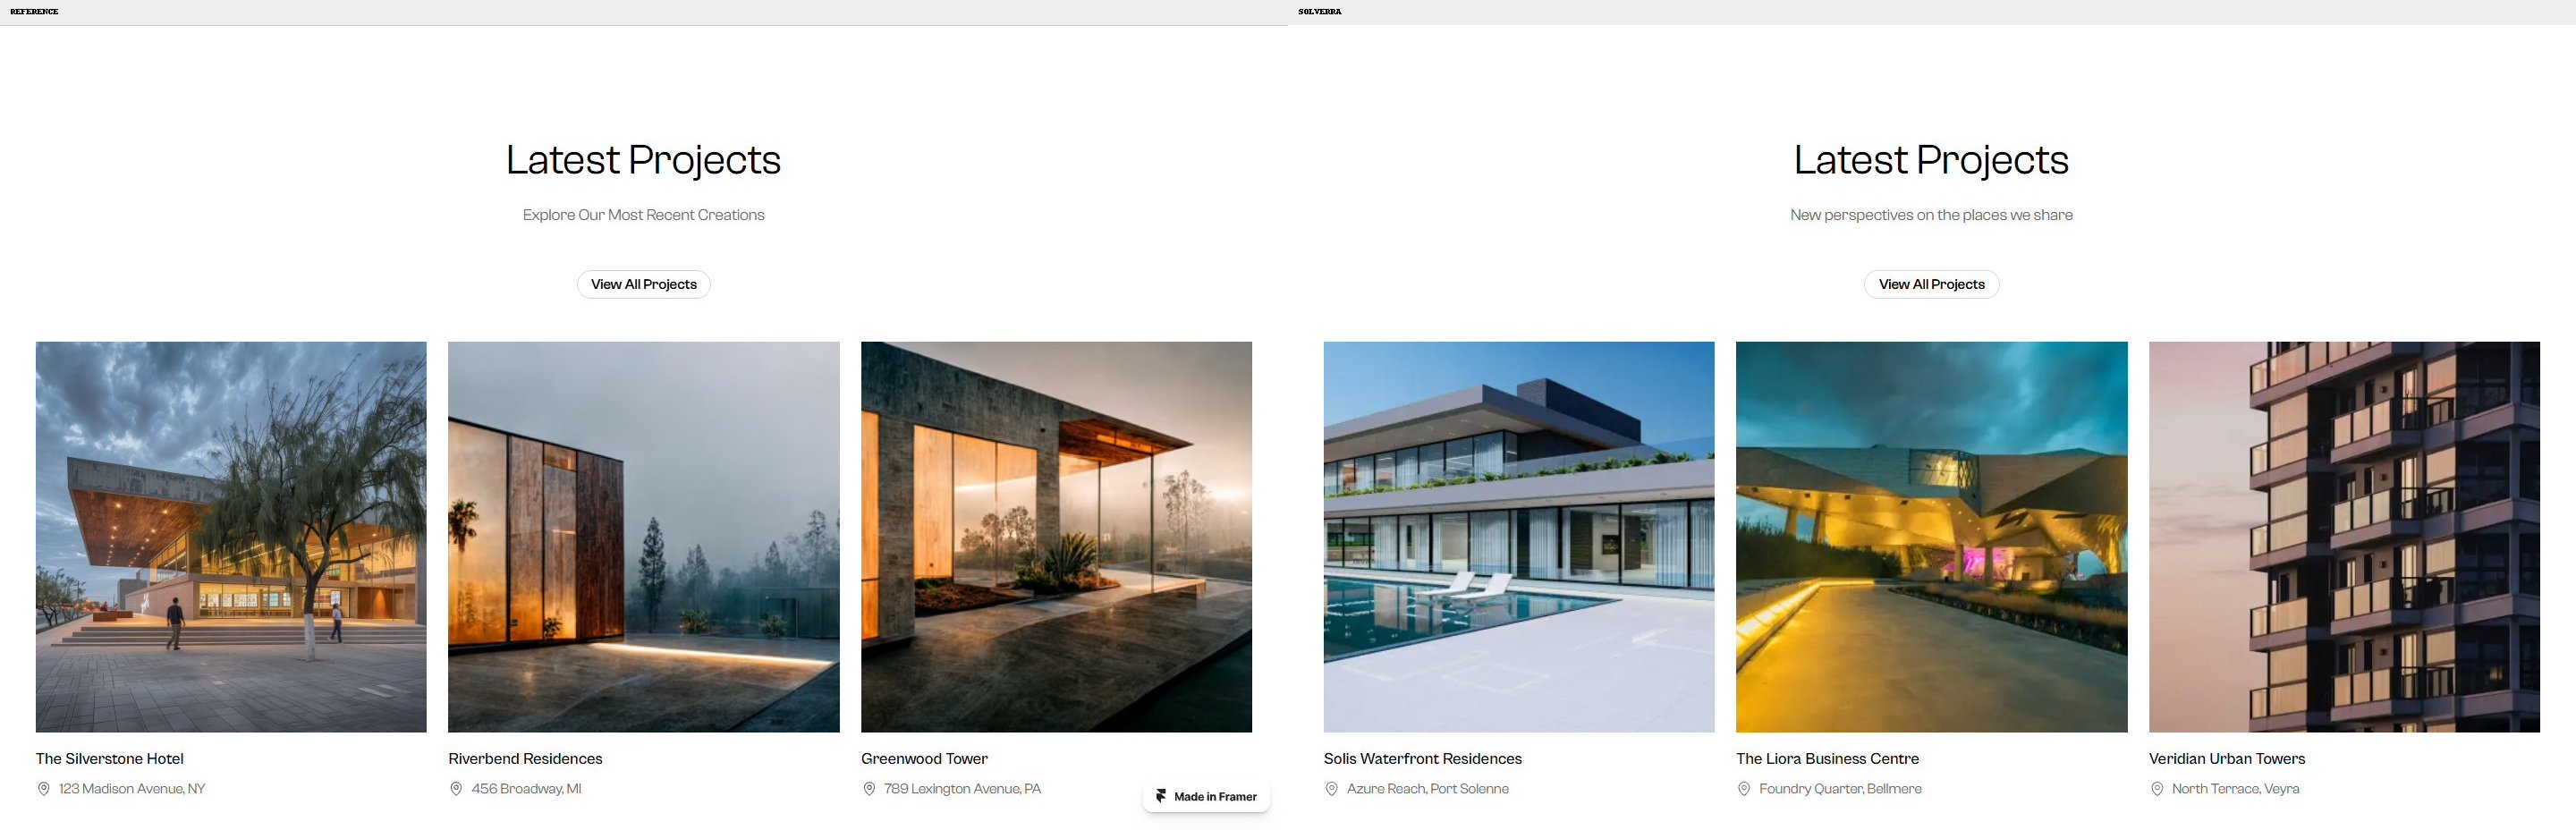 REFERENCE
Latest Projects
Explore Our Most Recent Creations
View All Projects
The Silverstone Hotel
123 Madison Avenue, NY
Riverbend Residences
456 Broadway, MI
Greenwood Tower
789 Lexington Avenue, PA
Made in Framer
SOLVERRA
Latest Projects
New perspectives on the places we share
View All Projects
Solis Waterfront Residences
Azure Reach, Port Solenne
The Liora Business Centre
Foundry Quarter, Bellmere
Veridian Urban Towers
North Terrace, Veyra